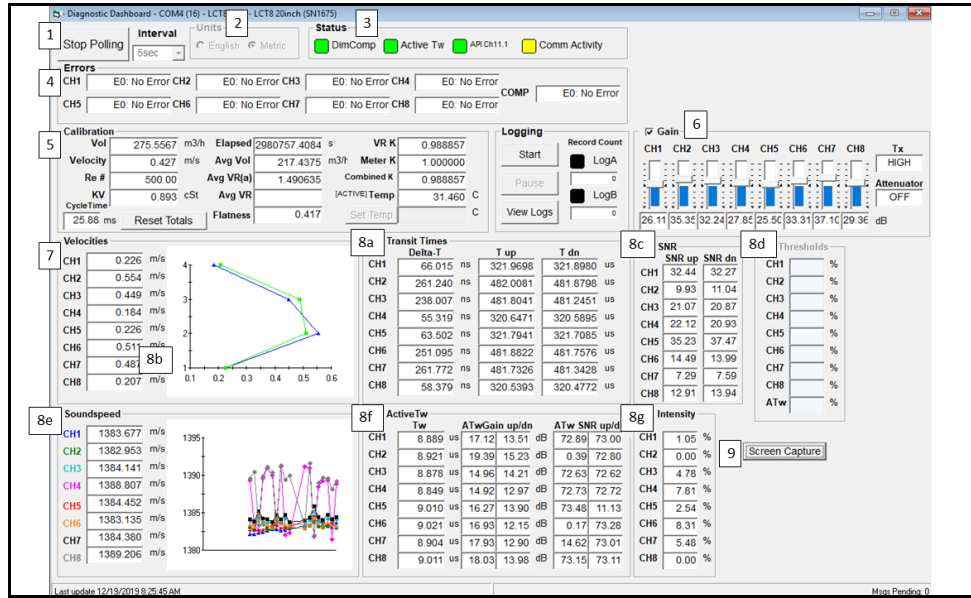 Diagnostic Dashboard - COM4 (16) - LCT8 - LCT8 20inch (SN1675)
1 Stop Polling Interval 5sec
Units 2 English Metric
Status 3 DimComp Active Tw API Ch11.1 Comm Activity
4 Errors
CH1 E0: No Error CH2 E0: No Error CH3 E0: No Error CH4 E0: No Error
COMP E0: No Error
CH5 E0: No Error CH6 E0: No Error CH7 E0: No Error CH8 E0: No Error
5 Calibration
Vol 275.5567 m3/h Elapsed 2980757.4084 s VR K 0.988857
Velocity 0.427 m/s Avg Vol 217.4375 m3/h Meter K 1.000000
Re # 500.00 Avg VR(a) 1.490635 Combined K 0.988857
KV 0.893 cSt Avg VR [ACTIVE] Temp 31.460 C
CycleTime 25.88 ms Reset Totals Flatness 0.417 Set Temp C
Logging
Start Record Count
LogA
0
Pause
LogB
View Logs 0
6 Gain
CH1 CH2 CH3 CH4 CH5 CH6 CH7 CH8 Tx
HIGH
Attenuator
OFF
26.11 35.35 32.24 27.85 25.50 33.31 37.10 29.36 dB
7 Velocities
CH1 0.226 m/s
CH2 0.554 m/s
CH3 0.449 m/s
CH4 0.184 m/s
CH5 0.226 m/s
CH6 0.511 m/s
CH7 0.487
CH8 0.207 m/s
8b
4
3
2
1
0.1 0.2 0.3 0.4 0.5 0.6
8a Transit Times
Delta-T T up T dn
CH1 66.015 ns 321.9698 321.8980 us
CH2 261.240 ns 482.0081 481.8798 us
CH3 238.007 ns 481.8041 481.2451 us
CH4 55.319 ns 320.6471 320.5895 us
CH5 63.502 ns 321.7941 321.7085 us
CH6 251.095 ns 481.8822 481.7576 us
CH7 261.772 ns 481.7326 481.3428 us
CH8 58.379 ns 320.5393 320.4772 us
8c SNR
SNR up SNR dn
CH1 32.44 32.27
CH2 9.93 11.04
CH3 21.07 20.87
CH4 22.12 20.93
CH5 35.23 37.47
CH6 14.49 13.99
CH7 7.29 7.59
CH8 12.91 13.94
8d Thresholds
CH1 %
CH2 %
CH3 %
CH4 %
CH5 %
CH6 %
CH7 %
CH8 %
ATw %
8e Soundspeed
CH1 1383.677 m/s
CH2 1382.953 m/s
CH3 1384.141 m/s
CH4 1388.807 m/s
CH5 1384.452 m/s
CH6 1383.135 m/s
CH7 1384.380 m/s
CH8 1389.206 m/s
1395
1390
1385
1380
8f ActiveTw
Tw ATwGain up/dn ATw SNR up/d
CH1 8.889 us 17.12 13.51 dB 72.89 73.00
CH2 8.921 us 19.39 15.23 dB 0.39 72.80
CH3 8.878 us 14.96 14.21 dB 72.63 72.62
CH4 8.849 us 14.92 12.97 dB 72.73 72.72
CH5 9.010 us 16.27 13.90 dB 73.48 11.13
CH6 9.021 us 16.93 12.15 dB 0.17 73.28
CH7 8.904 us 17.93 12.90 dB 14.62 73.01
CH8 9.011 us 18.03 13.98 dB 73.15 73.11
8g Intensity
CH1 1.05 %
CH2 0.00 %
CH3 4.78 %
CH4 7.81 %
CH5 2.54 %
CH6 8.31 %
CH7 5.48 %
CH8 0.00 %
9 Screen Capture
Last update 12/19/2019 8:25:45 AM
Msgs Pending: 0